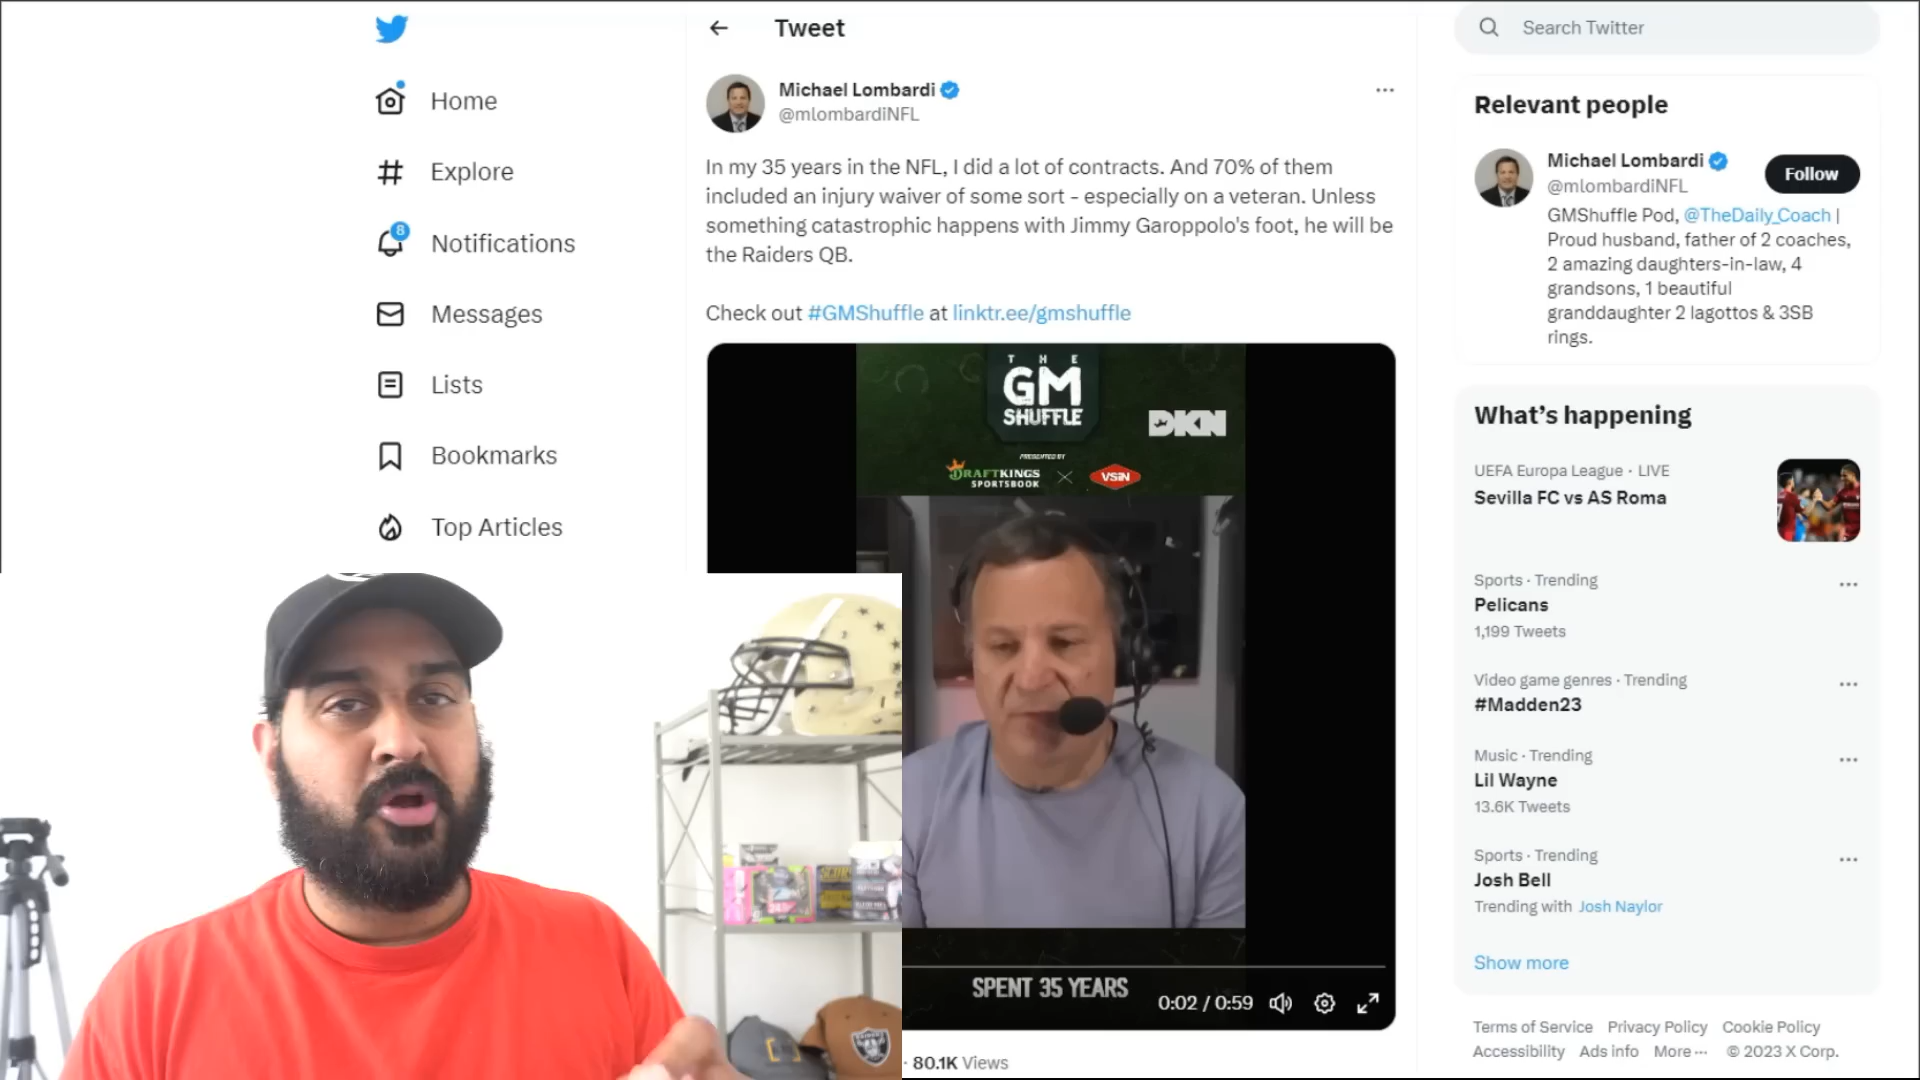 Home
Explore
8
Notifications
Messages
Lists
Bookmarks
Top Articles
Tweet
Michael Lombardi
@mlombardiNFL
In my 35 years in the NFL, I did a lot of contracts. And 70% of them
included an injury waiver of some sort - especially on a veteran. Unless
something catastrophic happens with Jimmy Garoppolo's foot, he will be
the Raiders QB.
Check out #GMShuffle at linktr.ee/gmshuffle
THE
GM
SHUFFLE
DKN
PRESENTED BY
DRAFTKINGS
SPORTSBOOK
VSiN
SPENT 35 YEARS
0:02 / 0:59
· 80.1K Views
RAIDERS
Search Twitter
Relevant people
Michael Lombardi
@mlombardiNFL
Follow
GMShuffle Pod, @TheDaily_Coach |
Proud husband, father of 2 coaches,
2 amazing daughters-in-law, 4
grandsons, 1 beautiful
granddaughter 2 lagottos & 3SB
rings.
What's happening
UEFA Europa League · LIVE
Sevilla FC vs AS Roma
Sports · Trending
Pelicans
1,199 Tweets
Video game genres · Trending
#Madden23
Music · Trending
Lil Wayne
13.6K Tweets
Sports · Trending
Josh Bell
Trending with Josh Naylor
Show more
Terms of Service Privacy Policy Cookie Policy
Accessibility Ads info More ··· © 2023 X Corp.